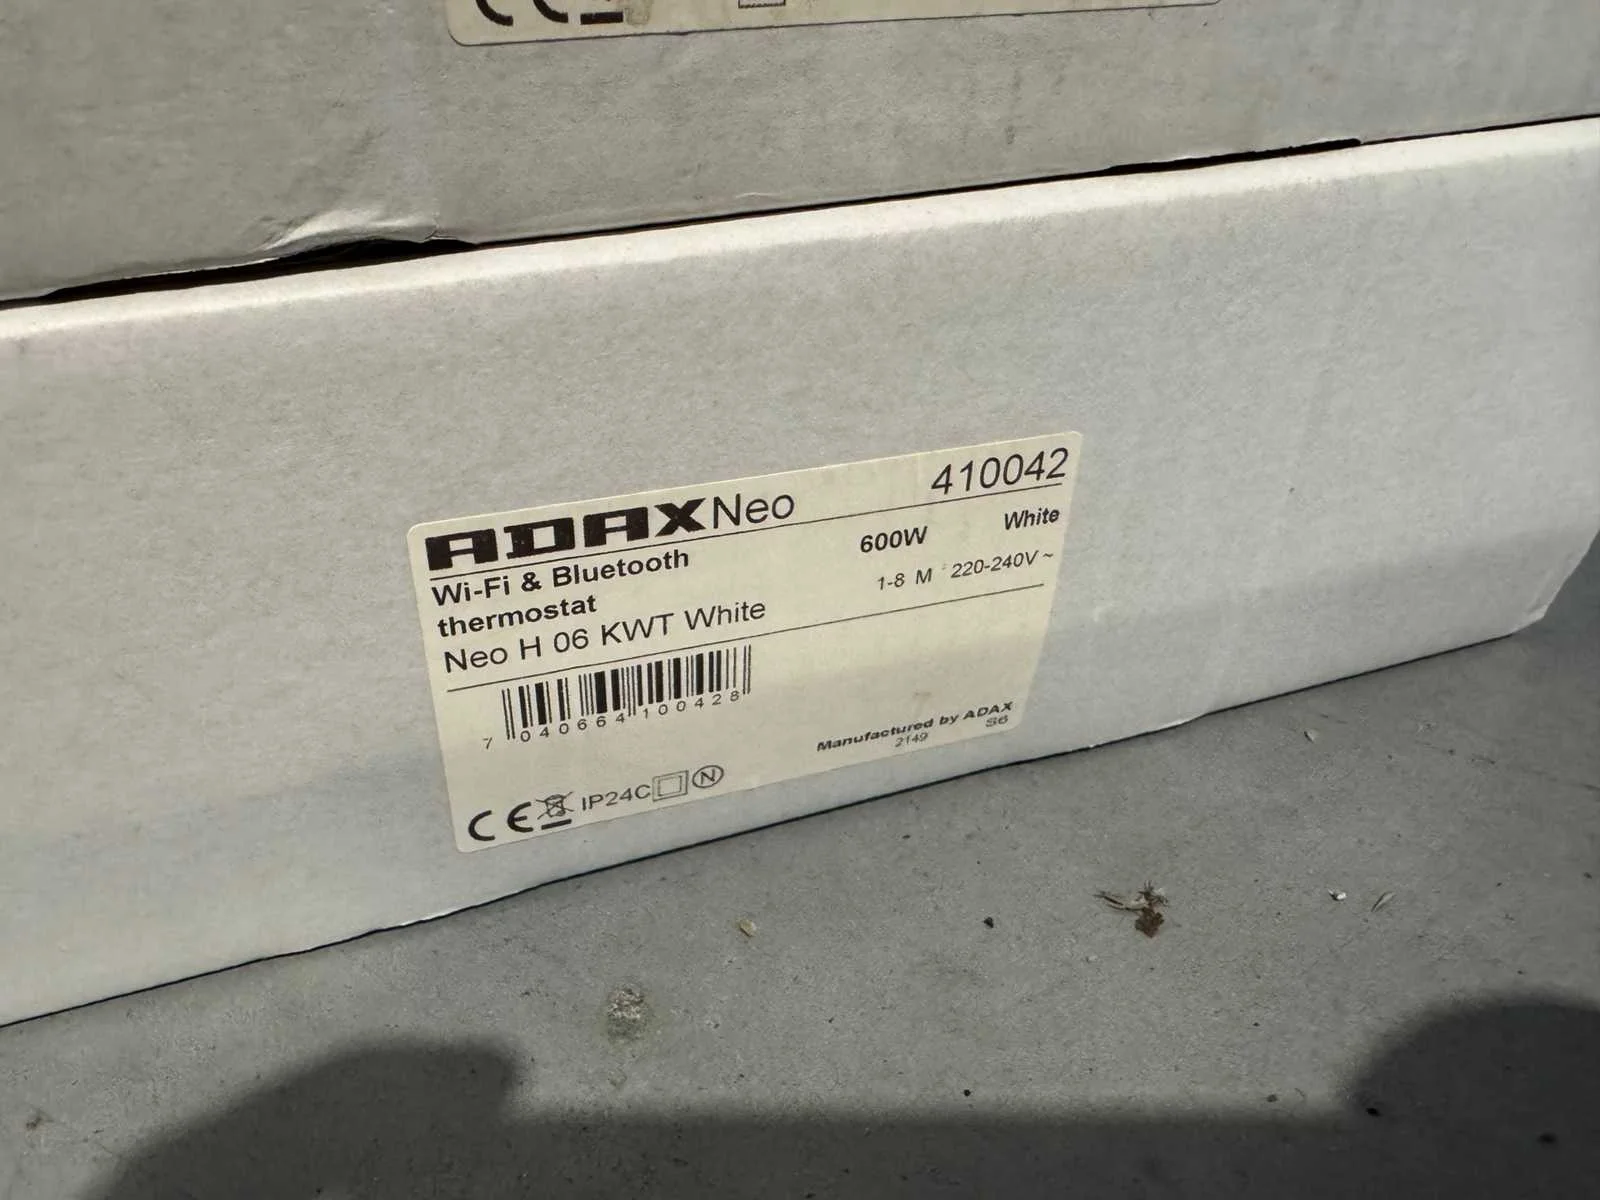 CE
ADAX Neo 410042
Wi-Fi & Bluetooth
thermostat
600W White
1-8 M 220-240V ~
Neo H 06 KWT White
7 040664 100428
Manufactured by ADAX
2149 S6
CE IP24C N